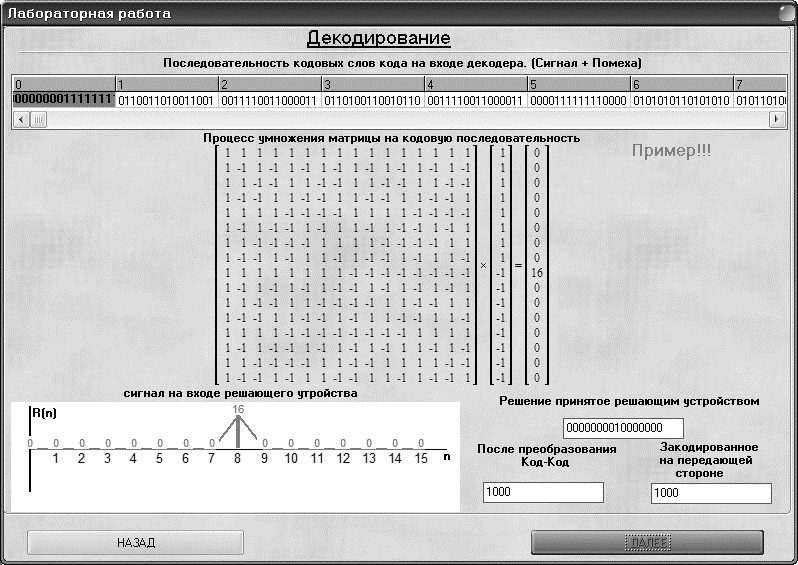 Лабораторная работа
Декодирование
Последовательность кодовых слов кода на входе декодера. (Сигнал + Помеха)
0 1 2 3 4 5 6 7
000000001111111 0110011010011001 0011110011000011 0110100110010110 0011110011000011 0000111111110000 0101010110101010 01011010
Процесс умножения матрицы на кодовую последовательность
Пример!!!
1 1 1 1 1 1 1 1 1 1 1 1 1 1 1 1 1 0
1 -1 1 -1 1 -1 1 -1 1 -1 1 -1 1 -1 1 -1 1 0
1 1 -1 -1 1 1 -1 -1 1 1 -1 -1 1 1 -1 -1 1 0
1 -1 -1 1 1 -1 -1 1 1 -1 -1 1 1 -1 -1 1 1 0
1 1 1 1 -1 -1 -1 -1 1 1 1 1 -1 -1 -1 -1 1 0
1 -1 1 -1 -1 1 -1 1 1 -1 1 -1 -1 1 -1 1 1 0
1 1 -1 -1 -1 -1 1 1 1 1 -1 -1 -1 -1 1 1 1 0
1 -1 -1 1 -1 1 1 -1 1 -1 -1 1 -1 1 1 -1 1 0
× =
1 1 1 1 1 1 1 1 -1 -1 -1 -1 -1 -1 -1 -1 -1 16
1 -1 1 -1 1 -1 1 -1 -1 1 -1 1 -1 1 -1 1 -1 0
1 1 -1 -1 1 1 -1 -1 -1 -1 1 1 -1 -1 1 1 -1 0
1 -1 -1 1 1 -1 -1 1 -1 1 1 -1 -1 1 1 -1 -1 0
1 1 1 1 -1 -1 -1 -1 -1 -1 -1 -1 1 1 1 1 -1 0
1 -1 1 -1 -1 1 -1 1 -1 1 -1 1 1 -1 1 -1 -1 0
1 1 -1 -1 -1 -1 1 1 -1 -1 1 1 1 1 -1 -1 -1 0
1 -1 -1 1 -1 1 1 -1 -1 1 1 -1 1 -1 -1 1 -1 0
сигнал на входе решающего утройства
R(n)
16
0 0 0 0 0 0 0 0 0 0 0 0 0 0 0
1 2 3 4 5 6 7 8 9 10 11 12 13 14 15 n
Решение принятое решающим устройством
0000000010000000
После преобразования
Код-Код
1000
Закодированное
на передающей
стороне
1000
НАЗАД
ДАЛЕЕ